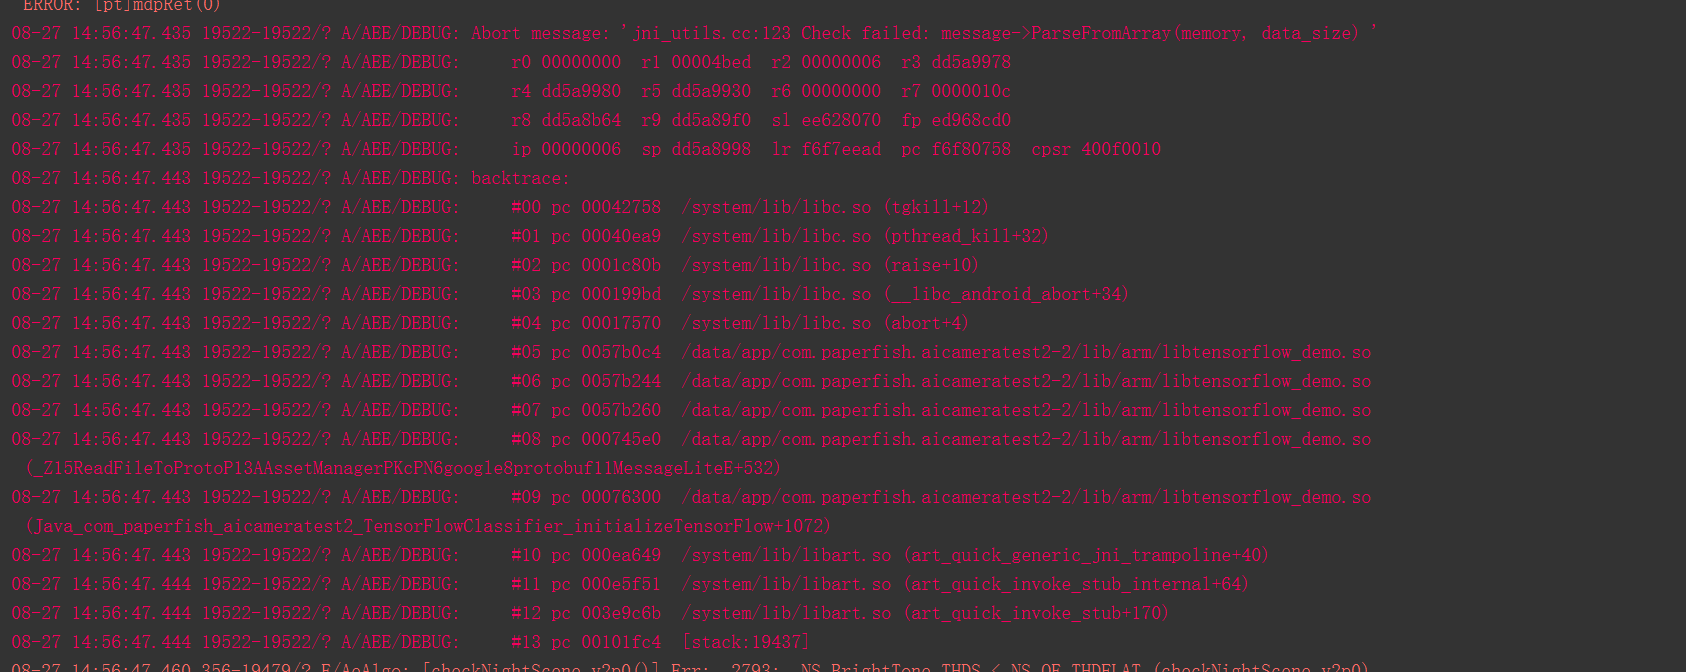 ERROR: [pt]mdpRet(0)
08-27 14:56:47.435 19522-19522/? A/AEE/DEBUG: Abort message: 'jni_utils.cc:123 Check failed: message->ParseFromArray(memory, data_size) '
08-27 14:56:47.435 19522-19522/? A/AEE/DEBUG:     r0 00000000  r1 00004bed  r2 00000006  r3 dd5a9978
08-27 14:56:47.435 19522-19522/? A/AEE/DEBUG:     r4 dd5a9980  r5 dd5a9930  r6 00000000  r7 0000010c
08-27 14:56:47.435 19522-19522/? A/AEE/DEBUG:     r8 dd5a8b64  r9 dd5a89f0  sl ee628070  fp ed968cd0
08-27 14:56:47.435 19522-19522/? A/AEE/DEBUG:     ip 00000006  sp dd5a8998  lr f6f7eead  pc f6f80758  cpsr 400f0010
08-27 14:56:47.443 19522-19522/? A/AEE/DEBUG: backtrace:
08-27 14:56:47.443 19522-19522/? A/AEE/DEBUG:     #00 pc 00042758  /system/lib/libc.so (tgkill+12)
08-27 14:56:47.443 19522-19522/? A/AEE/DEBUG:     #01 pc 00040ea9  /system/lib/libc.so (pthread_kill+32)
08-27 14:56:47.443 19522-19522/? A/AEE/DEBUG:     #02 pc 0001c80b  /system/lib/libc.so (raise+10)
08-27 14:56:47.443 19522-19522/? A/AEE/DEBUG:     #03 pc 000199bd  /system/lib/libc.so (__libc_android_abort+34)
08-27 14:56:47.443 19522-19522/? A/AEE/DEBUG:     #04 pc 00017570  /system/lib/libc.so (abort+4)
08-27 14:56:47.443 19522-19522/? A/AEE/DEBUG:     #05 pc 0057b0c4  /data/app/com.paperfish.aicameratest2-2/lib/arm/libtensorflow_demo.so
08-27 14:56:47.443 19522-19522/? A/AEE/DEBUG:     #06 pc 0057b244  /data/app/com.paperfish.aicameratest2-2/lib/arm/libtensorflow_demo.so
08-27 14:56:47.443 19522-19522/? A/AEE/DEBUG:     #07 pc 0057b260  /data/app/com.paperfish.aicameratest2-2/lib/arm/libtensorflow_demo.so
08-27 14:56:47.443 19522-19522/? A/AEE/DEBUG:     #08 pc 000745e0  /data/app/com.paperfish.aicameratest2-2/lib/arm/libtensorflow_demo.so
(_Z15ReadFileToProtoP13AAssetManagerPKcPN6google8protobuf11MessageLiteE+532)
08-27 14:56:47.443 19522-19522/? A/AEE/DEBUG:     #09 pc 00076300  /data/app/com.paperfish.aicameratest2-2/lib/arm/libtensorflow_demo.so
(Java_com_paperfish_aicameratest2_TensorFlowClassifier_initializeTensorFlow+1072)
08-27 14:56:47.443 19522-19522/? A/AEE/DEBUG:     #10 pc 000ea649  /system/lib/libart.so (art_quick_generic_jni_trampoline+40)
08-27 14:56:47.444 19522-19522/? A/AEE/DEBUG:     #11 pc 000e5f51  /system/lib/libart.so (art_quick_invoke_stub_internal+64)
08-27 14:56:47.444 19522-19522/? A/AEE/DEBUG:     #12 pc 003e9c6b  /system/lib/libart.so (art_quick_invoke_stub+170)
08-27 14:56:47.444 19522-19522/? A/AEE/DEBUG:     #13 pc 00101fc4  [stack:19437]
08-27 14:56:47.460 356-19479/? E/AeAlgo: [checkNightScene_v2p0()] Err:  2793:  NS_BrightTone_THDS < NS_OE_THDELAT (checkNightScene_v2p0)